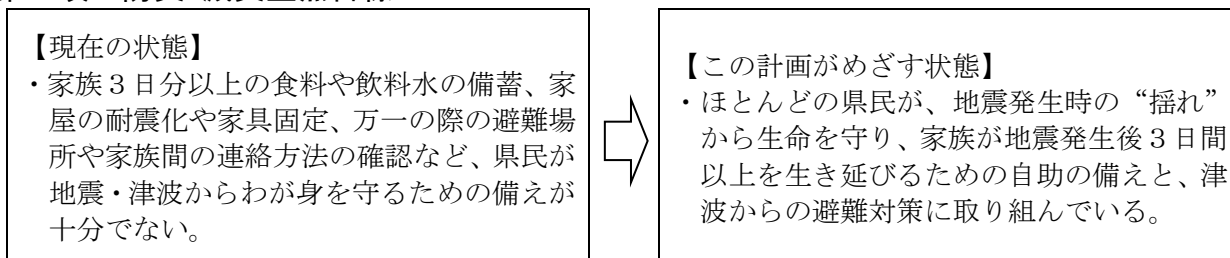 【現在の状態】
・家族３日分以上の食料や飲料水の備蓄、家
屋の耐震化や家具固定、万一の際の避難場
所や家族間の連絡方法の確認など、県民が
地震・津波からわが身を守るための備えが
十分でない。
【この計画がめざす状態】
・ほとんどの県民が、地震発生時の“揺れ”
から生命を守り、家族が地震発生後３日間
以上を生き延びるための自助の備えと、津
波からの避難対策に取り組んでいる。